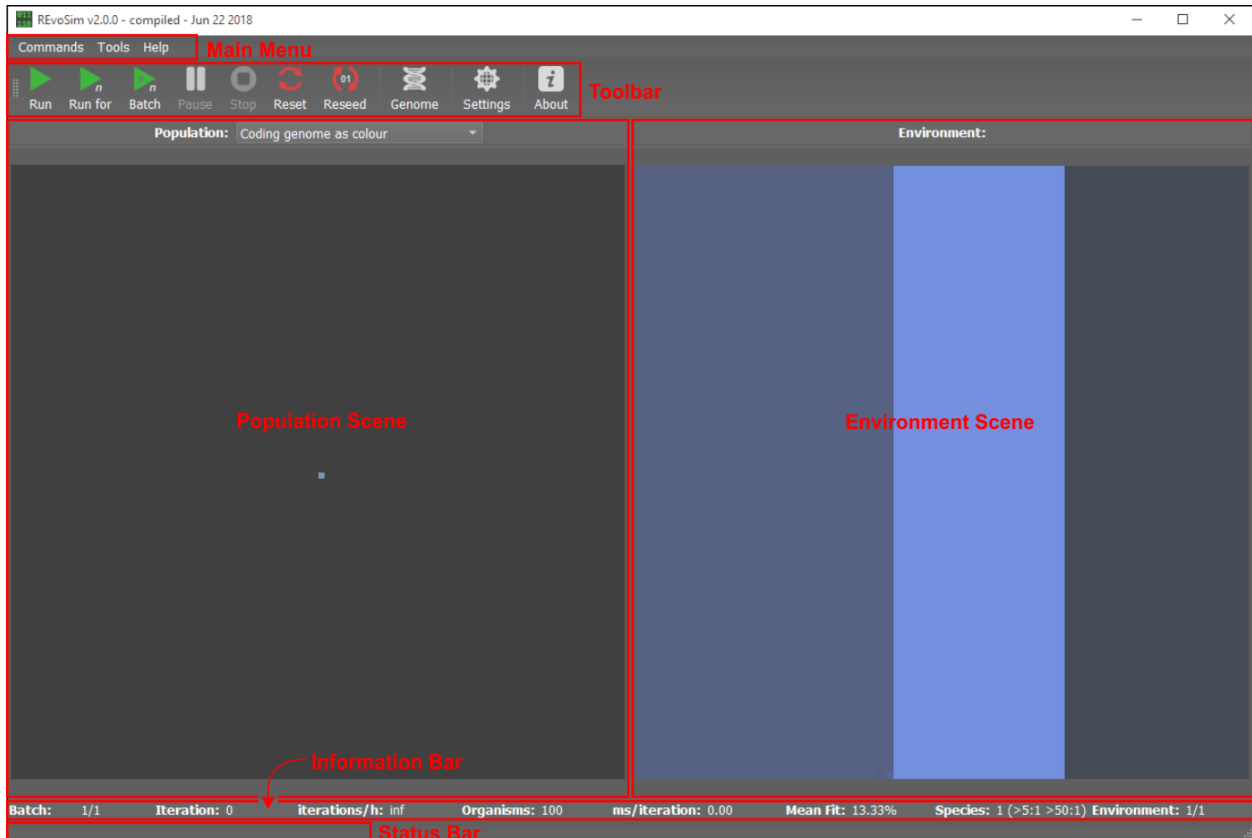 REvoSim v2.0.0 - compiled - Jun 22 2018
Commands Tools Help Main Menu
n n 01 i
Run Run for Batch Pause Stop Reset Reseed Genome Settings About Toolbar
Population: Coding genome as colour Environment:
Population Scene Environment Scene
Information Bar
Batch: 1/1 Iteration: 0 iterations/h: inf Organisms: 100 ms/iteration: 0.00 Mean Fit: 13.33% Species: 1 (>5:1 >50:1) Environment: 1/1
Status Bar